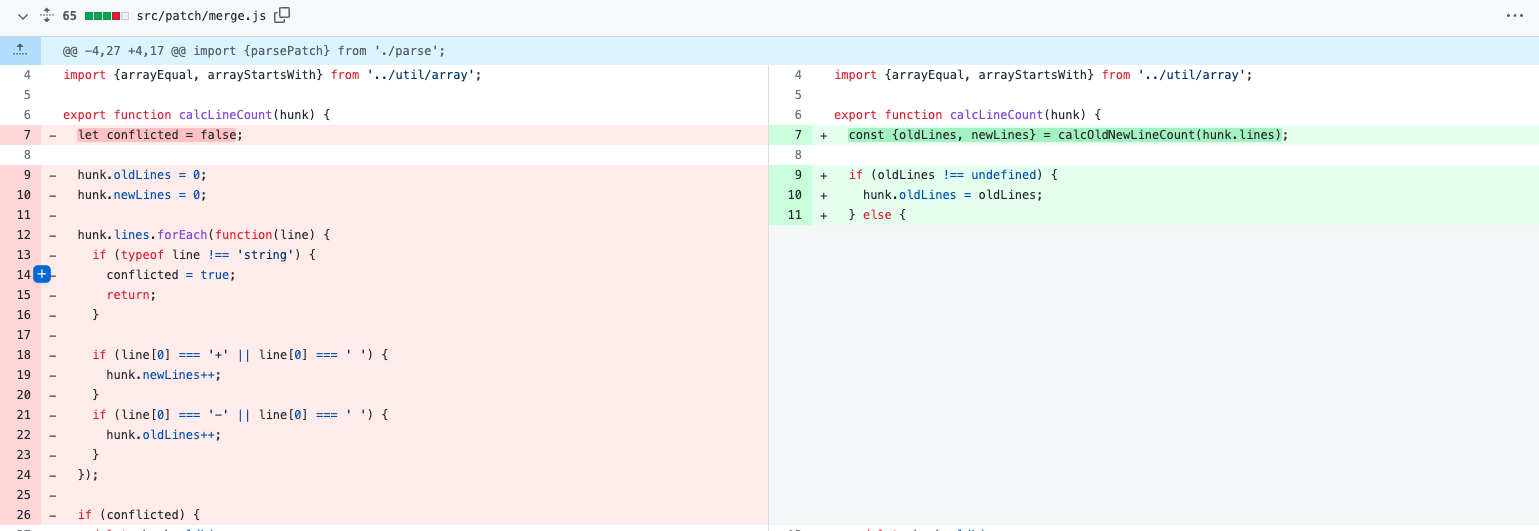 65 src/patch/merge.js
@@ -4,27 +4,17 @@ import {parsePatch} from './parse';
4 import {arrayEqual, arrayStartsWith} from '../util/array';
5
6 export function calcLineCount(hunk) {
7 - let conflicted = false;
8
9 - hunk.oldLines = 0;
10 - hunk.newLines = 0;
11 -
12 - hunk.lines.forEach(function(line) {
13 - if (typeof line !== 'string') {
14 - conflicted = true;
15 - return;
16 - }
17 -
18 - if (line[0] === '+' || line[0] === ' ') {
19 - hunk.newLines++;
20 - }
21 - if (line[0] === '-' || line[0] === ' ') {
22 - hunk.oldLines++;
23 - }
24 - });
25 -
26 - if (conflicted) {
4 import {arrayEqual, arrayStartsWith} from '../util/array';
5
6 export function calcLineCount(hunk) {
7 + const {oldLines, newLines} = calcOldNewLineCount(hunk.lines);
8
9 + if (oldLines !== undefined) {
10 + hunk.oldLines = oldLines;
11 + } else {